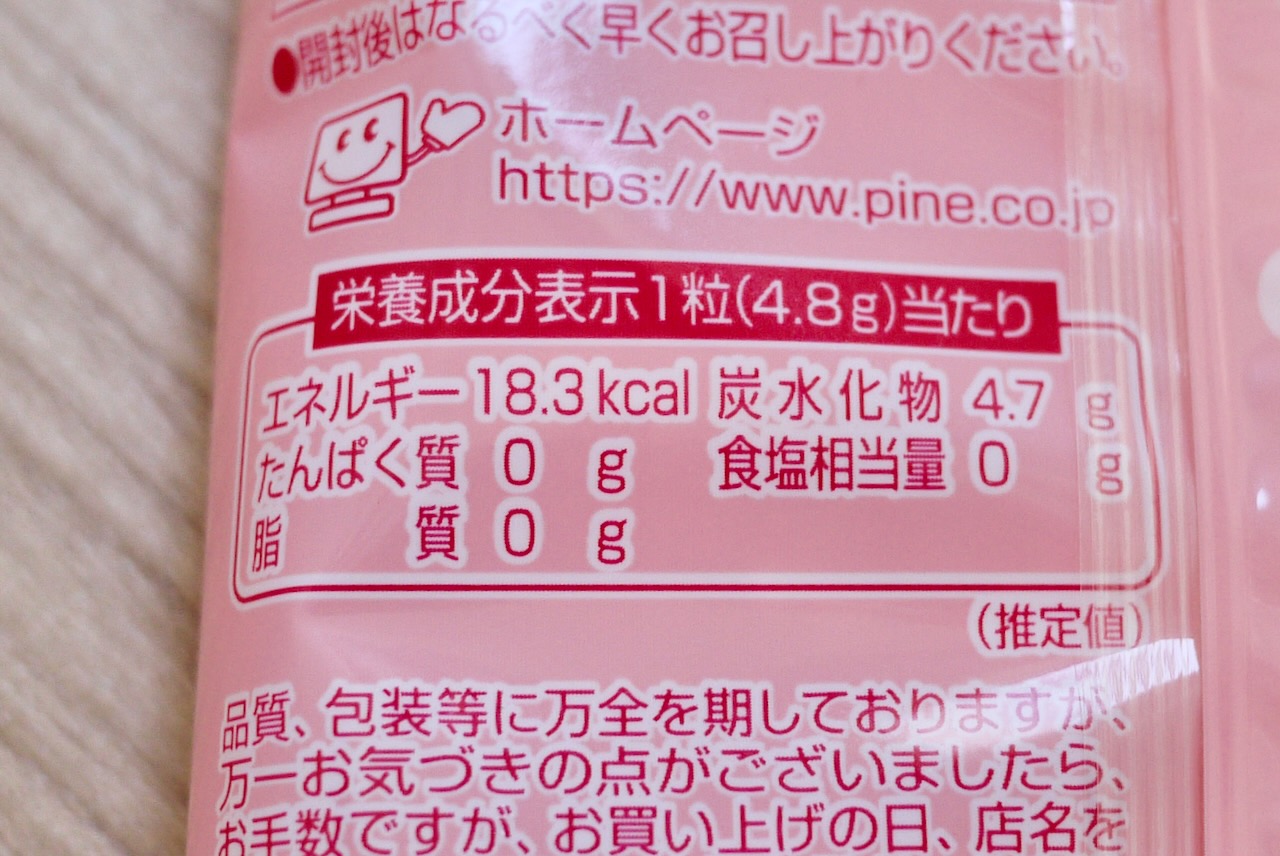 ●開封後はなるべく早くお召し上がりください。
ホームページ
https://www.pine.co.jp
栄養成分表示1粒(4.8g)当たり
エネルギー 18.3kcal 炭水化物 4.7 g
たんぱく質 0 g 食塩相当量 0 g
脂質 0 g
(推定値)
品質、包装等に万全を期しておりますが、
万一お気づきの点がございましたら、
お手数ですが、お買い上げの日、店名を